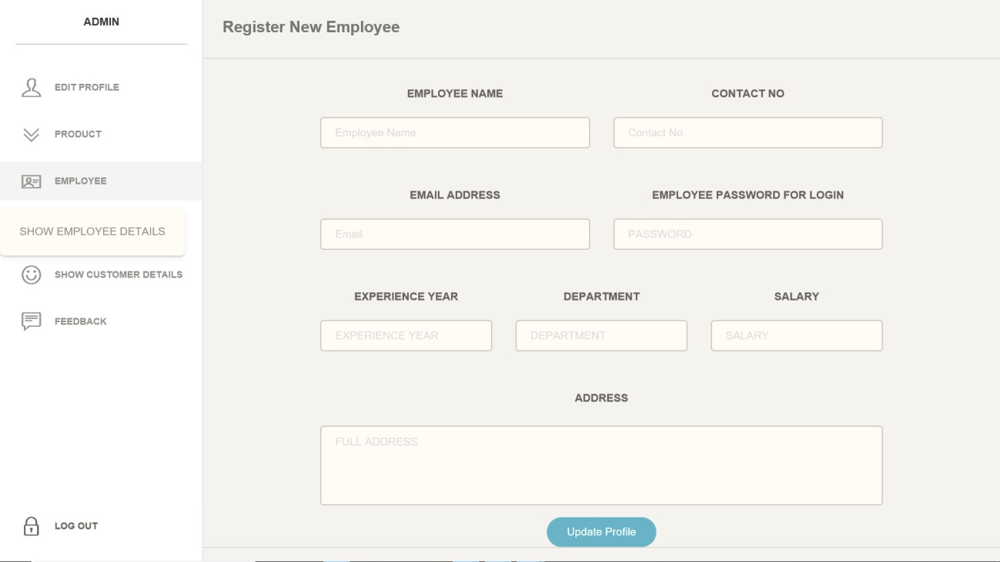 ADMIN
EDIT PROFILE
PRODUCT
EMPLOYEE
SHOW EMPLOYEE DETAILS
SHOW CUSTOMER DETAILS
FEEDBACK
LOG OUT
Register New Employee
EMPLOYEE NAME CONTACT NO
Employee Name Contact No
EMAIL ADDRESS EMPLOYEE PASSWORD FOR LOGIN
Email PASSWORD
EXPERIENCE YEAR DEPARTMENT SALARY
EXPERIENCE YEAR DEPARTMENT SALARY
ADDRESS
FULL ADDRESS
Update Profile